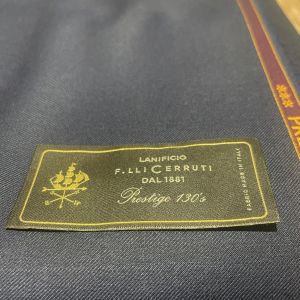 LANIFICIO
F.LLI CERRUTI
DAL 1881
Prestige 130's
FABRIC MADE IN ITALY